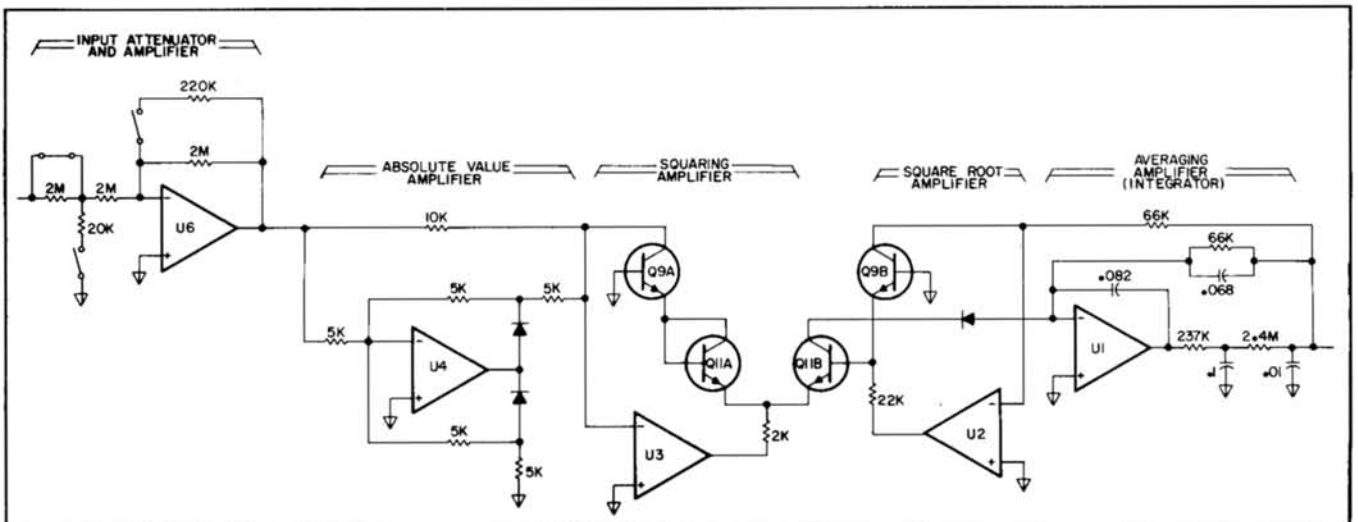 INPUT ATTENUATOR
AND AMPLIFIER
220K
2M
2M
2M
20K
U6
ABSOLUTE VALUE
AMPLIFIER
10K
5K
5K
5K
U4
5K
5K
SQUARING
AMPLIFIER
Q9A
Q11A
U3
2K
SQUARE ROOT
AMPLIFIER
Q9B
Q11B
22K
U2
AVERAGING
AMPLIFIER
(INTEGRATOR)
66K
66K
.068
.082
U1
237K
2.4M
.1
.01